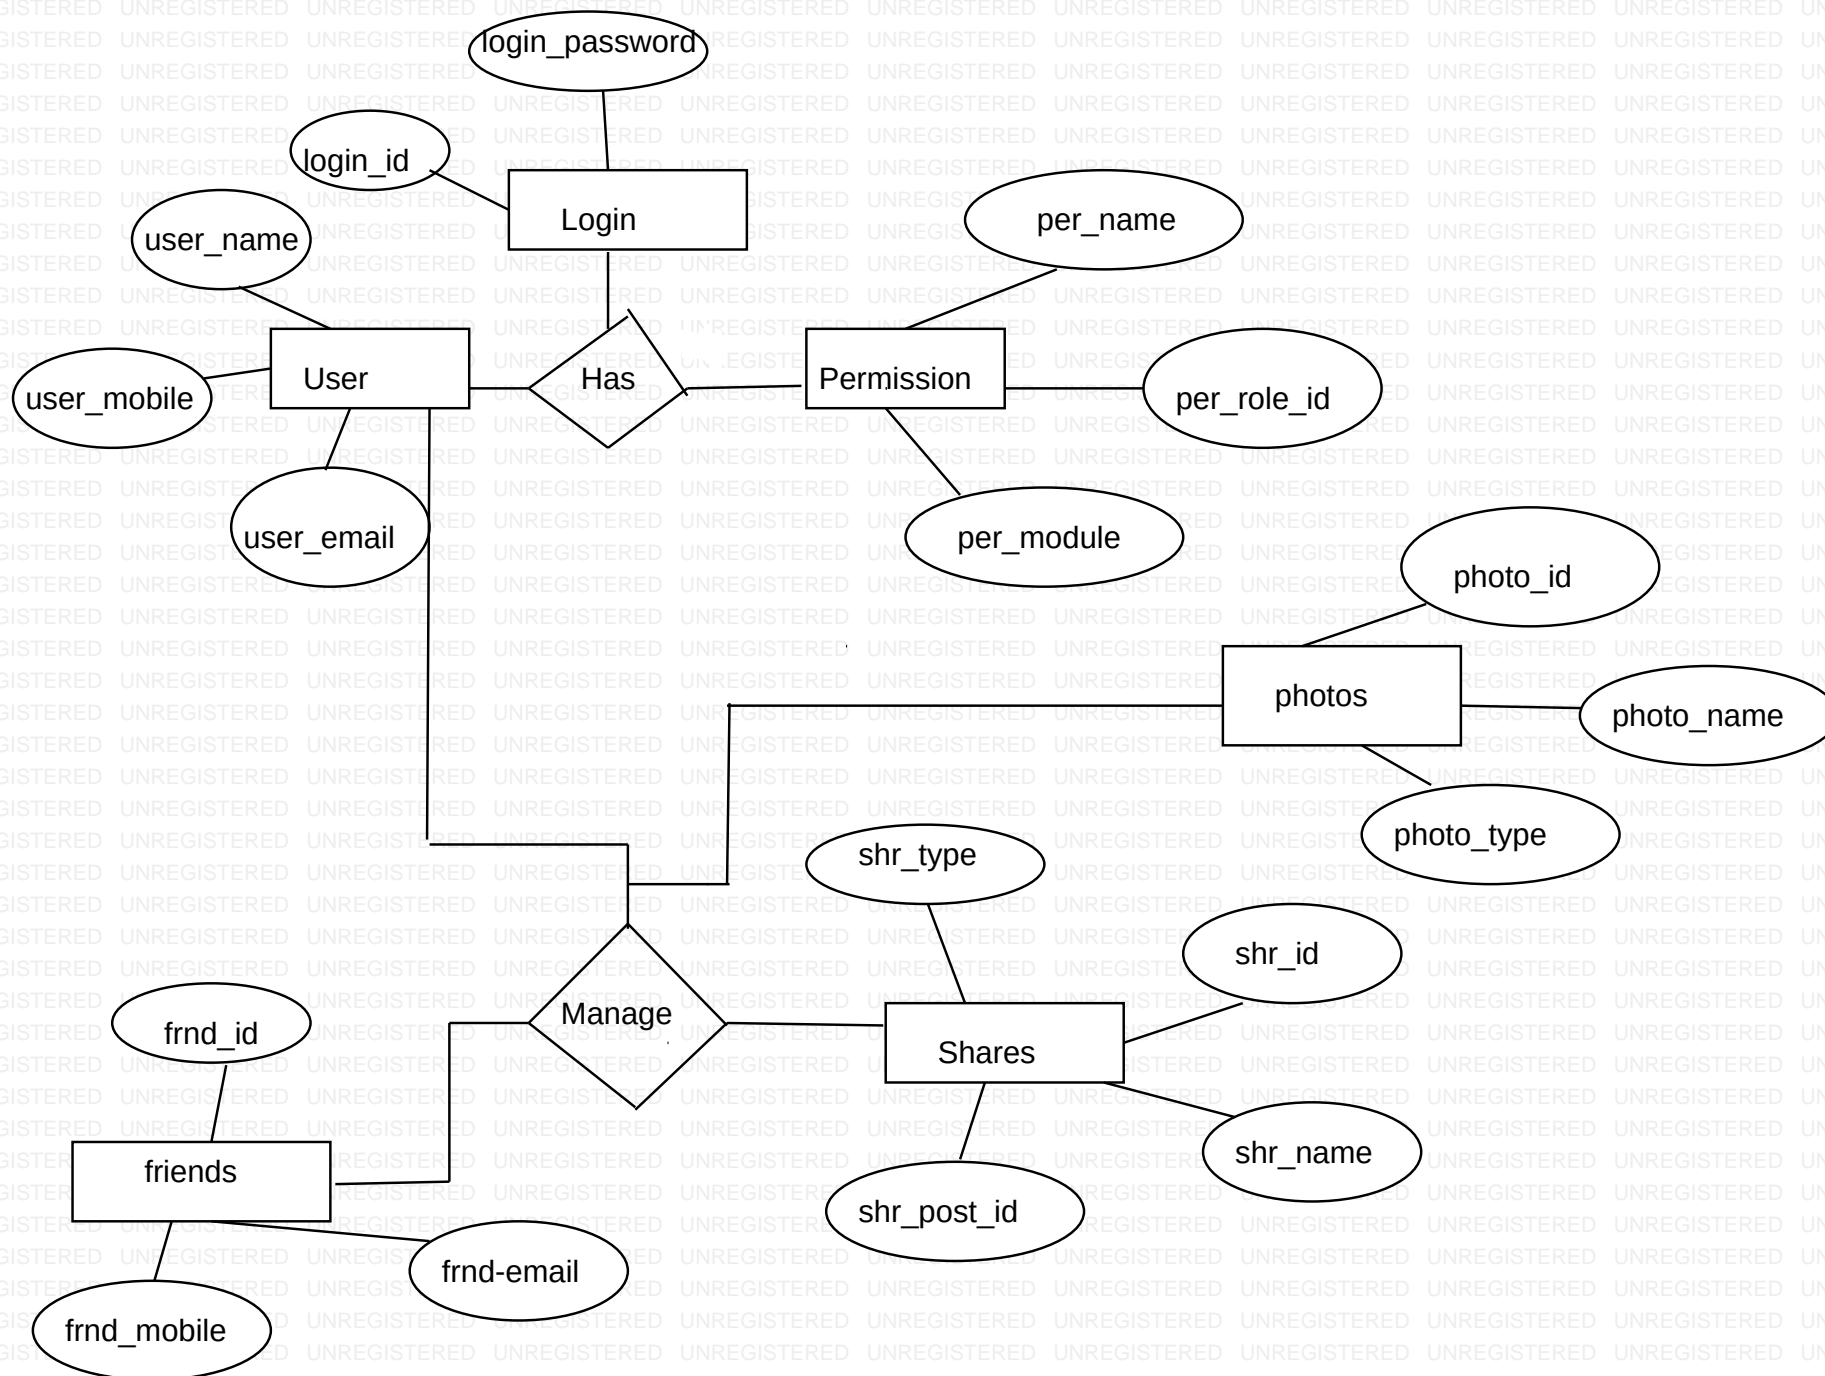 login_password
login_id
Login
user_name
per_name
User
Has
Permission
user_mobile
per_role_id
user_email
per_module
photo_id
photos
photo_name
photo_type
shr_type
shr_id
Manage
frnd_id
Shares
shr_name
friends
shr_post_id
frnd-email
frnd_mobile
UNREGISTERED